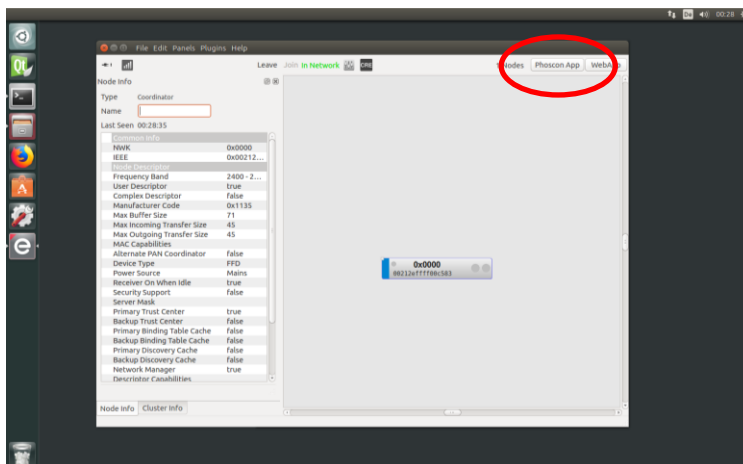 De 00:28
File Edit Panels Plugins Help
Leave Join In Network CRE Nodes Phoscon App
Node Info
Type Coordinator
Name
Last Seen 00:28:35
Common Info
NWK 0x0000
IEEE 0x00212...
Node Descriptor
Frequency Band 2400 - 2...
User Descriptor true
Complex Descriptor false
Manufacturer Code 0x1135
Max Buffer Size 71
Max Incoming Transfer Size 45
Max Outgoing Transfer Size 45
MAC Capabilities
Alternate PAN Coordinator false
Device Type FFD
Power Source Mains
Receiver On When Idle true
Security Support false
Server Mask
Primary Trust Center true
Backup Trust Center false
Primary Binding Table Cache false
Backup Binding Table Cache false
Primary Discovery Cache false
Backup Discovery Cache false
Network Manager true
Descriptor Capabilities
0x0000
Node Info Cluster Info